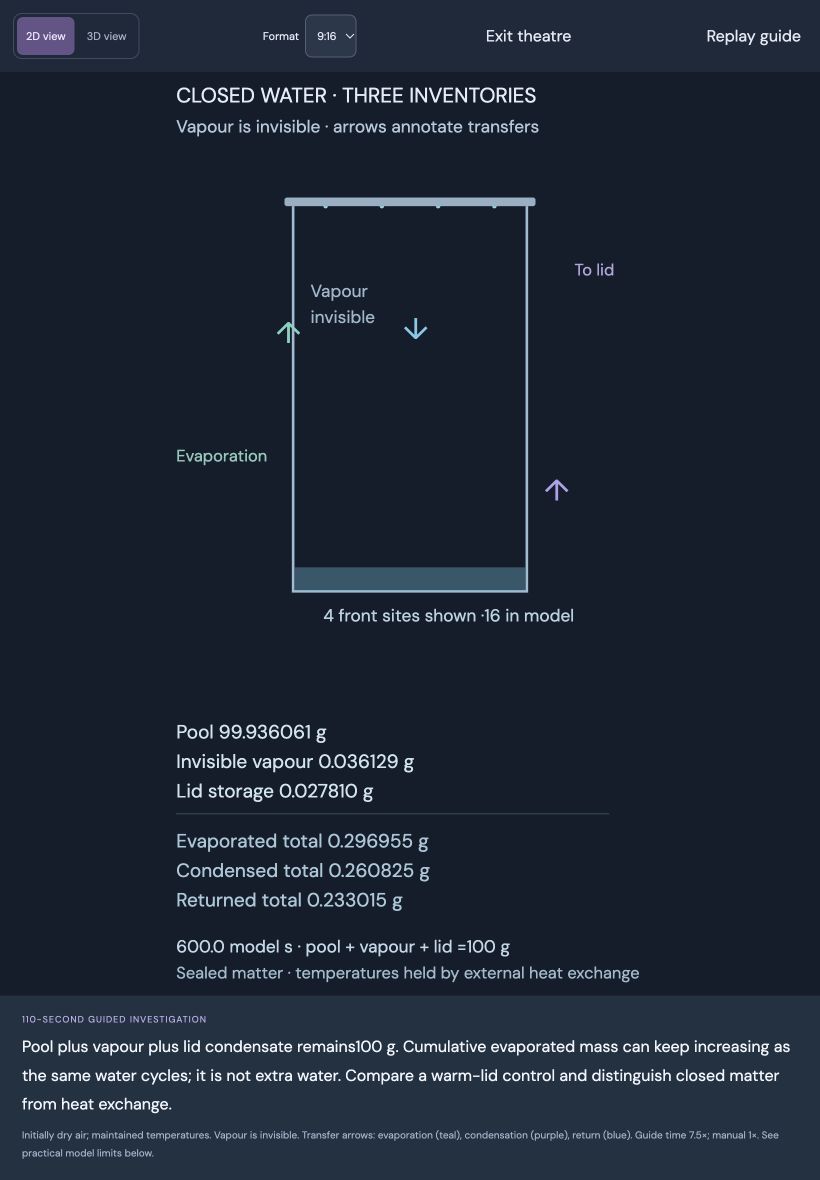 2D view
3D view
Format
9:16
Exit theatre
Replay guide
CLOSED WATER · THREE INVENTORIES
Vapour is invisible · arrows annotate transfers
To lid
Vapour
invisible
Evaporation
4 front sites shown ·16 in model
Pool 99.936061 g
Invisible vapour 0.036129 g
Lid storage 0.027810 g
Evaporated total 0.296955 g
Condensed total 0.260825 g
Returned total 0.233015 g
600.0 model s · pool + vapour + lid =100 g
Sealed matter · temperatures held by external heat exchange
110-SECOND GUIDED INVESTIGATION
Pool plus vapour plus lid condensate remains100 g. Cumulative evaporated mass can keep increasing as
the same water cycles; it is not extra water. Compare a warm-lid control and distinguish closed matter
from heat exchange.
Initially dry air; maintained temperatures. Vapour is invisible. Transfer arrows: evaporation (teal), condensation (purple), return (blue). Guide time 7.5×; manual 1×. See
practical model limits below.